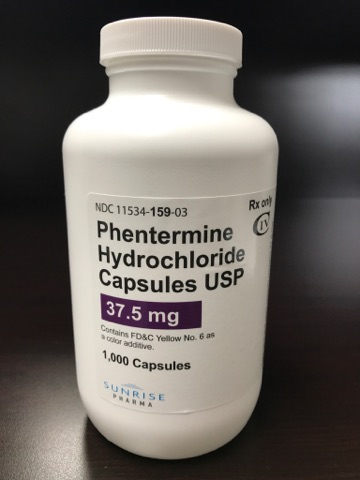 NDC 11534-159-03
Rx only
CIV
Phentermine
Hydrochloride
Capsules USP
37.5 mg
Contains FD&C Yellow No. 6 as
a color additive.
1,000 Capsules
SUNRISE
PHARMA